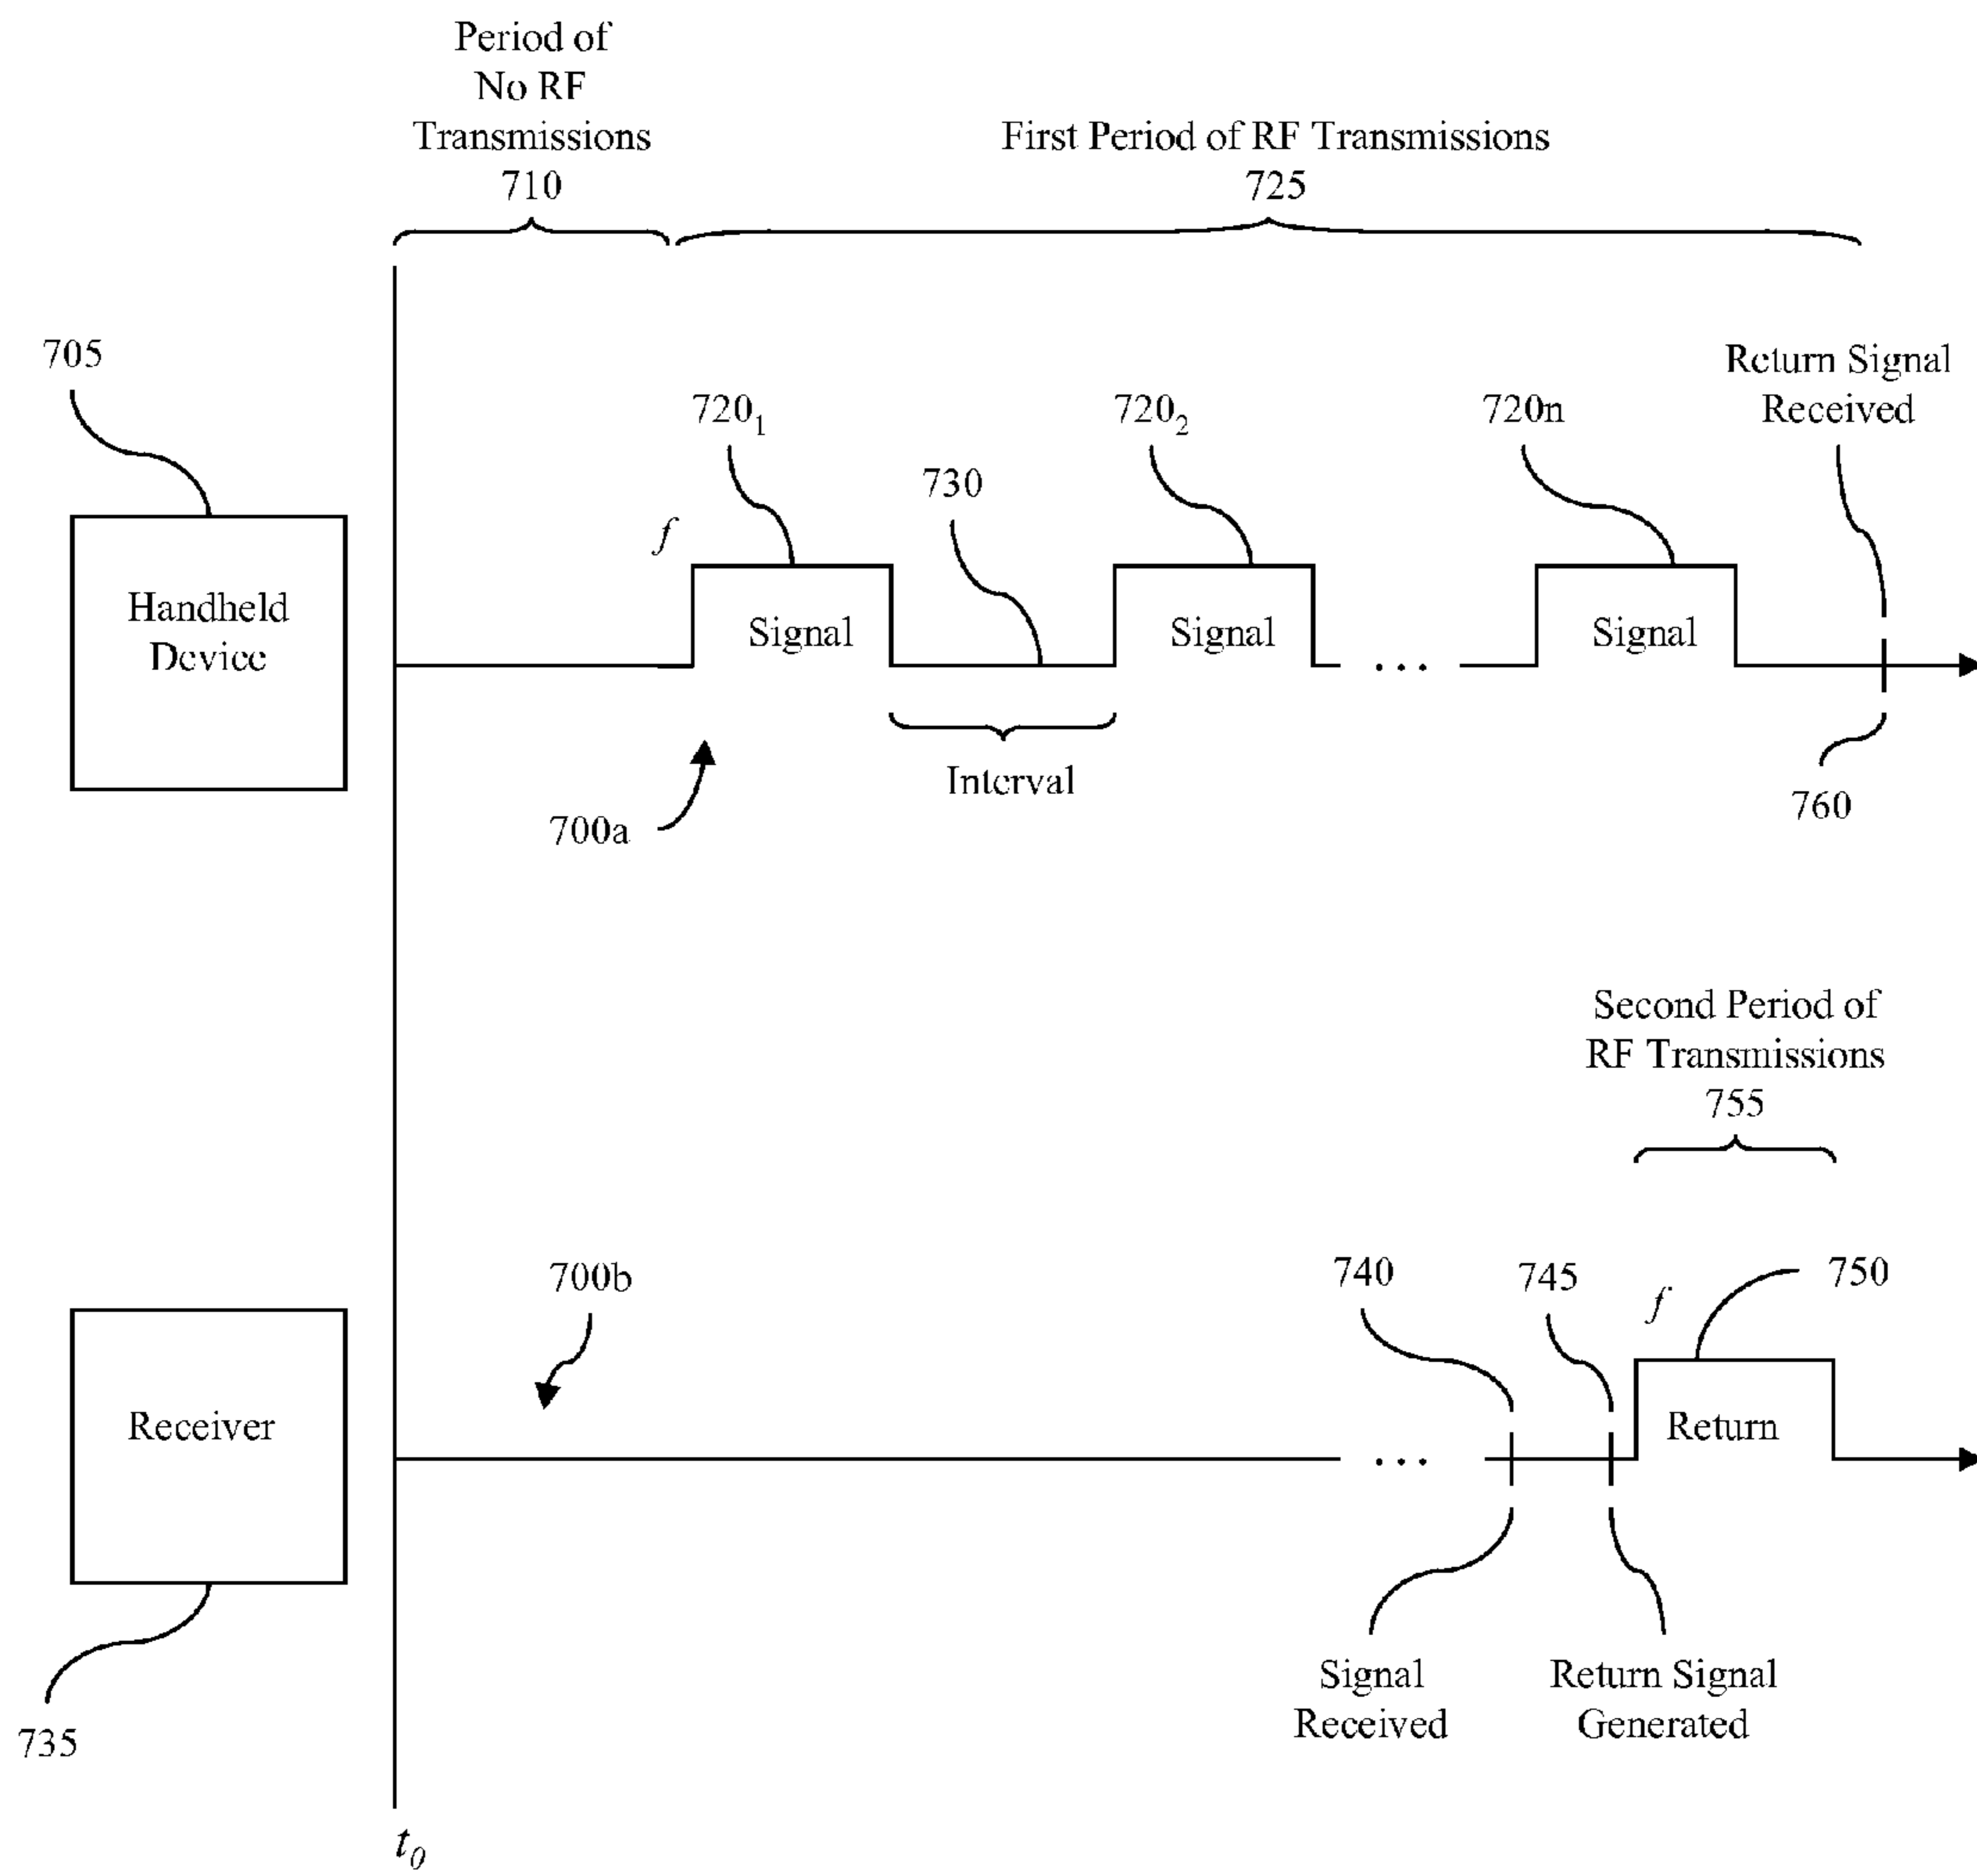 Period of
No RF
Transmissions
710
First Period of RF Transmissions
725
705
720₁
720₂
720n
Return Signal
Received
730
f
Handheld
Device
Signal
Signal
...
Signal
Interval
700a
760
Second Period of
RF Transmissions
755
700b
740
745
f
750
Receiver
...
Return
Signal
Received
Return Signal
Generated
735
t₀